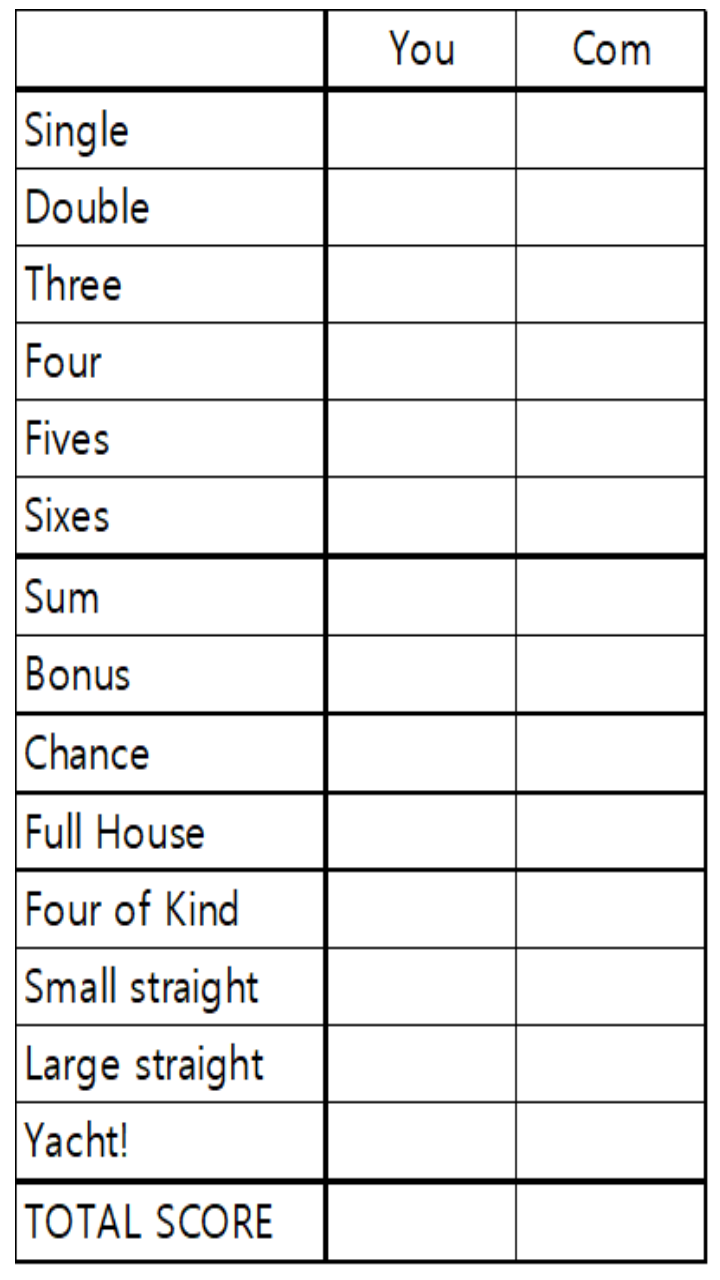 You Com
Single
Double
Three
Four
Fives
Sixes
Sum
Bonus
Chance
Full House
Four of Kind
Small straight
Large straight
Yacht!
TOTAL SCORE